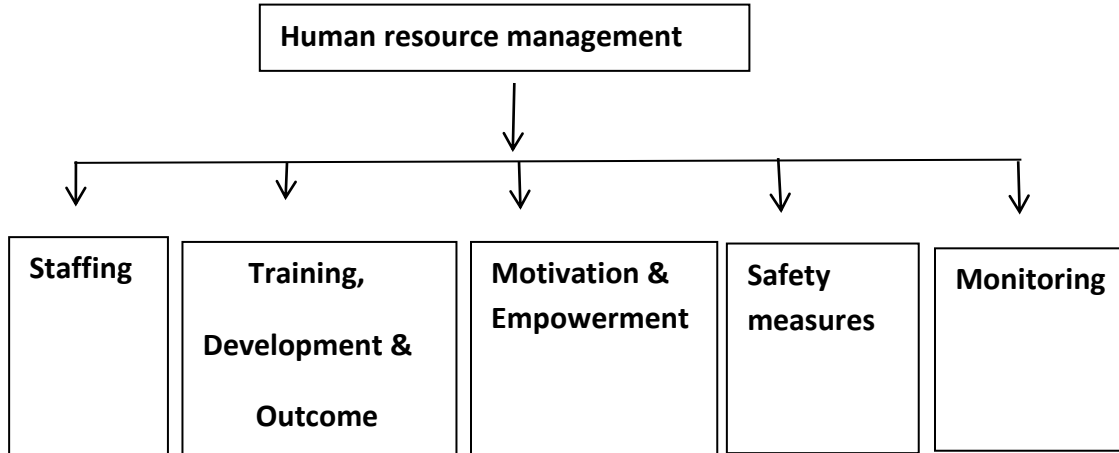 Human resource management
Staffing
Training,
Development &
Outcome
Motivation &
Empowerment
Safety
measures
Monitoring